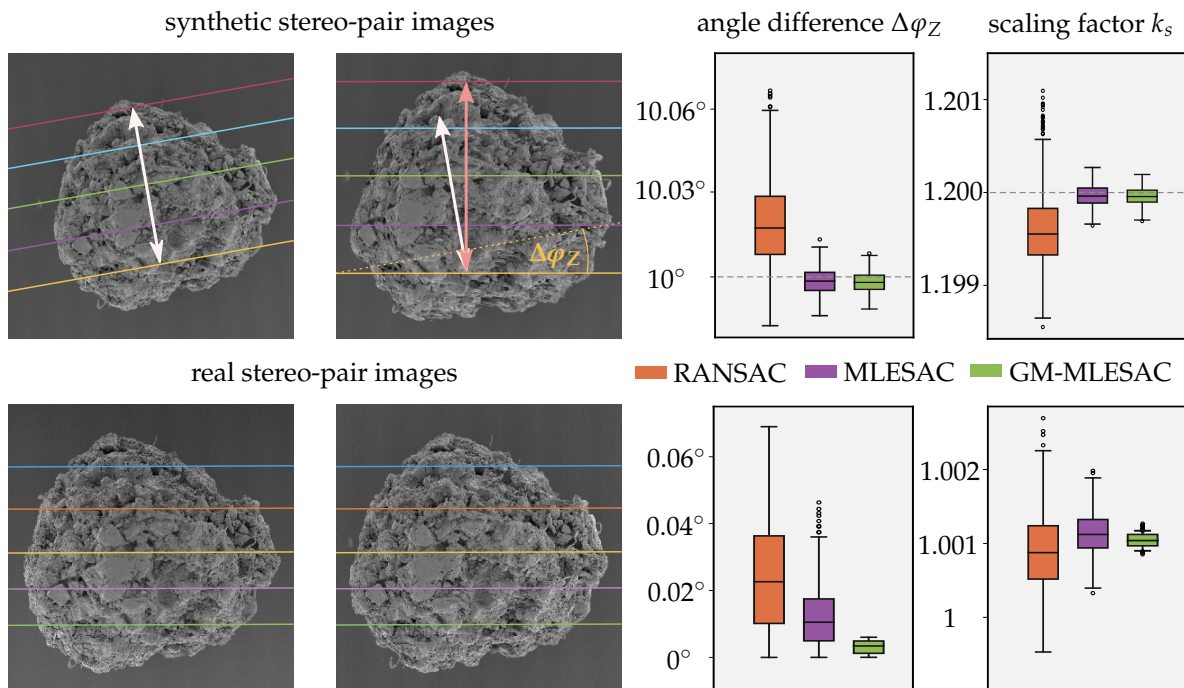 synthetic stereo-pair images
angle difference Δφ_Z
scaling factor k_s
Δφ_Z
10.06°
10.03°
10°
1.201
1.200
1.199
real stereo-pair images
RANSAC MLESAC GM-MLESAC
0.06°
0.04°
0.02°
0°
1.002
1.001
1